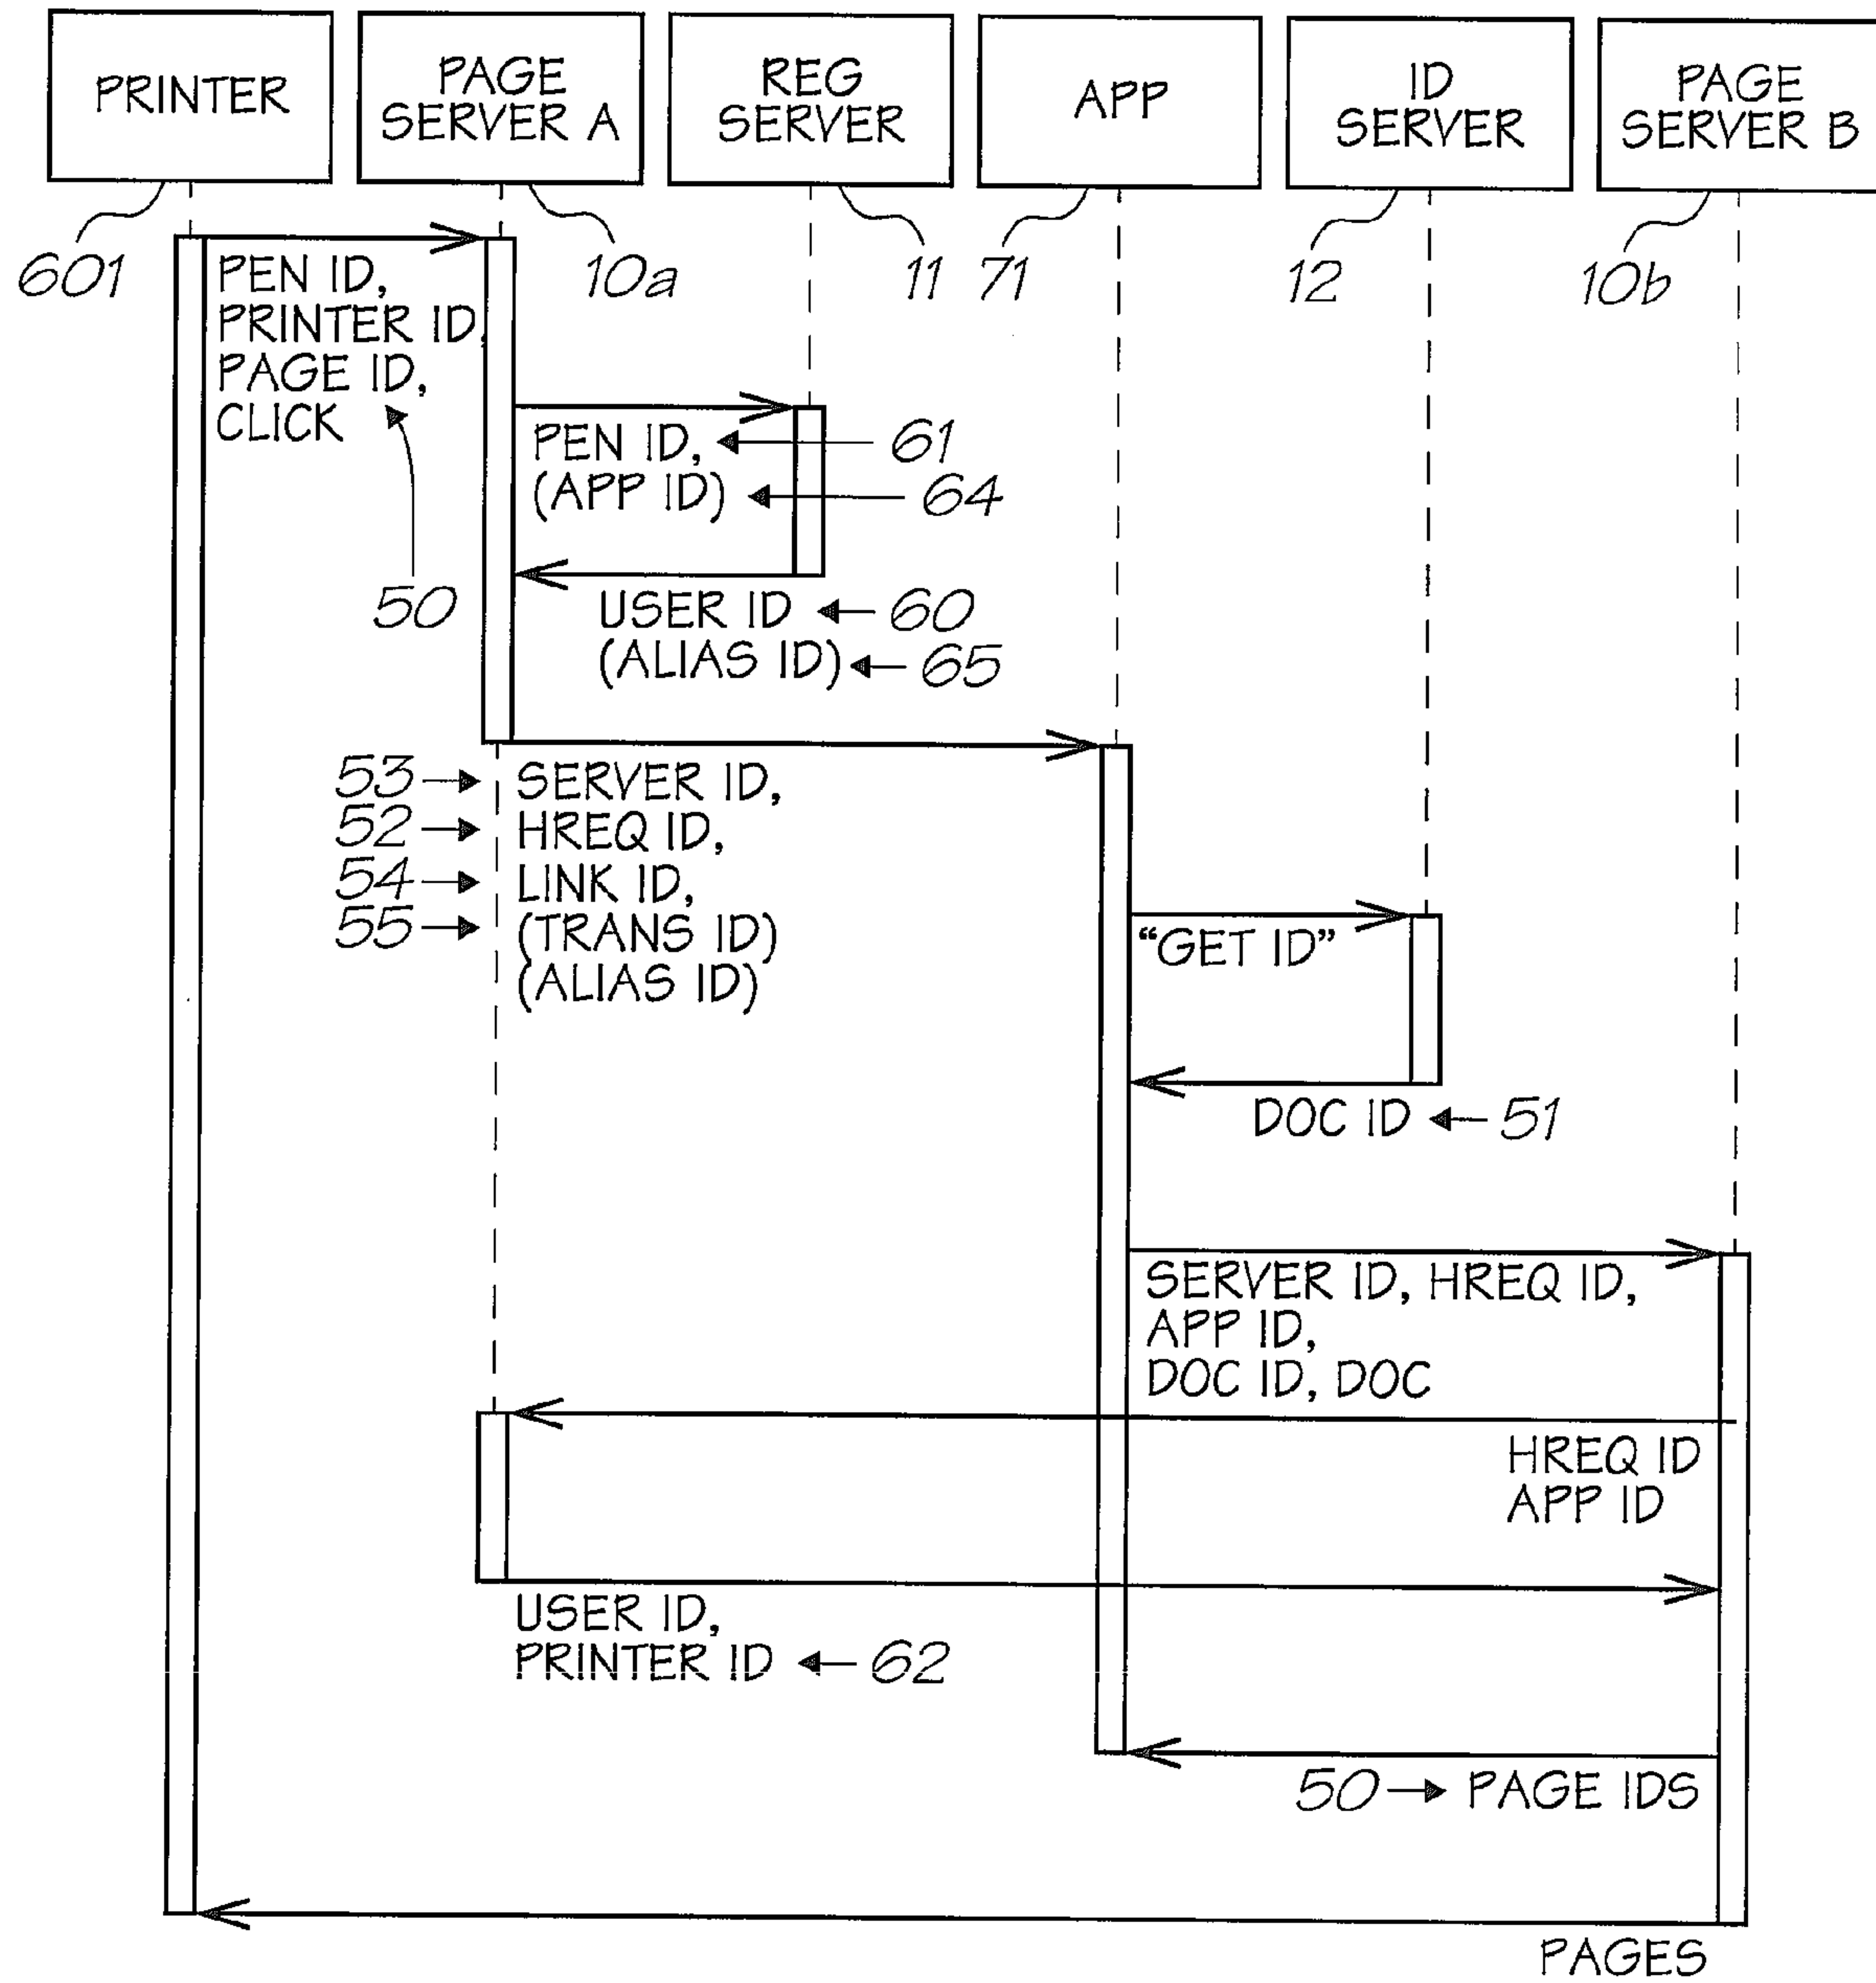 PRINTER
PAGE
SERVER A
REG
SERVER
APP
ID
SERVER
PAGE
SERVER B
601
10a
11
71
12
10b
PEN ID,
PRINTER ID
PAGE ID,
CLICK
50
PEN ID,
61
(APP ID)
64
USER ID
60
(ALIAS ID)
65
53
SERVER ID,
52
HREQ ID,
54
LINK ID,
55
(TRANS ID)
(ALIAS ID)
“GET ID”
DOC ID
51
SERVER ID, HREQ ID,
APP ID,
DOC ID, DOC
HREQ ID
APP ID
USER ID,
PRINTER ID
62
50
PAGE IDS
PAGES